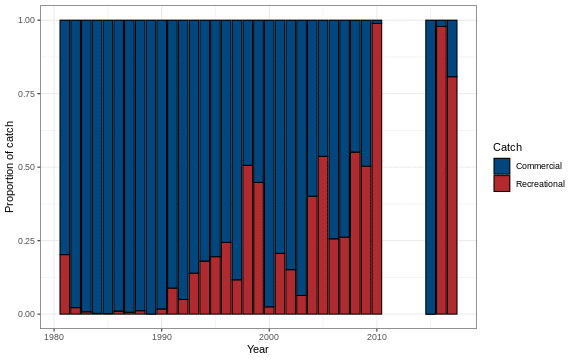 1.00
0.75
0.50
0.25
0.00
Proportion of catch
1980 1990 2000 2010
Year
Catch
Commercial
Recreational